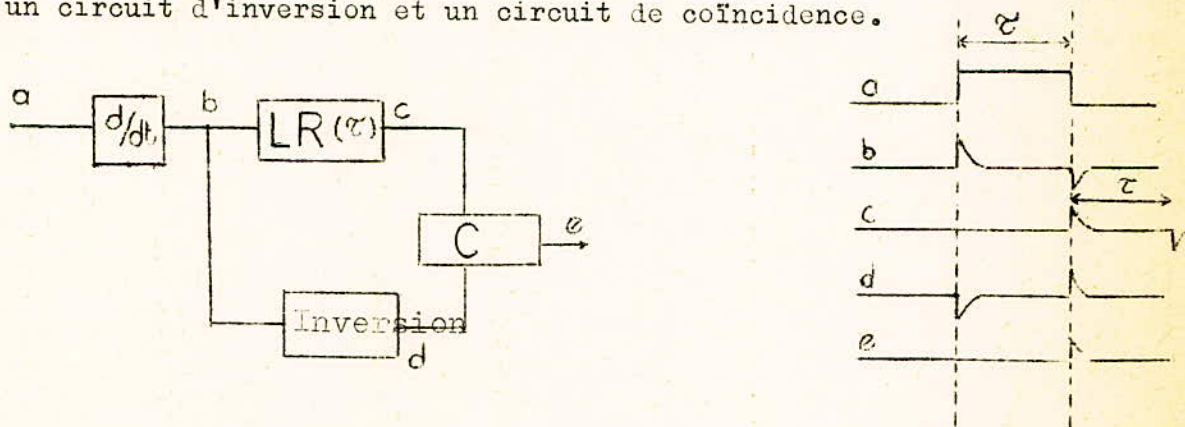 un circuit d'inversion et un circuit de coïncidence.
a
d/dt
b
LR(τ)
c
C
e
Inversion
d
τ
a
b
τ
c
d
e